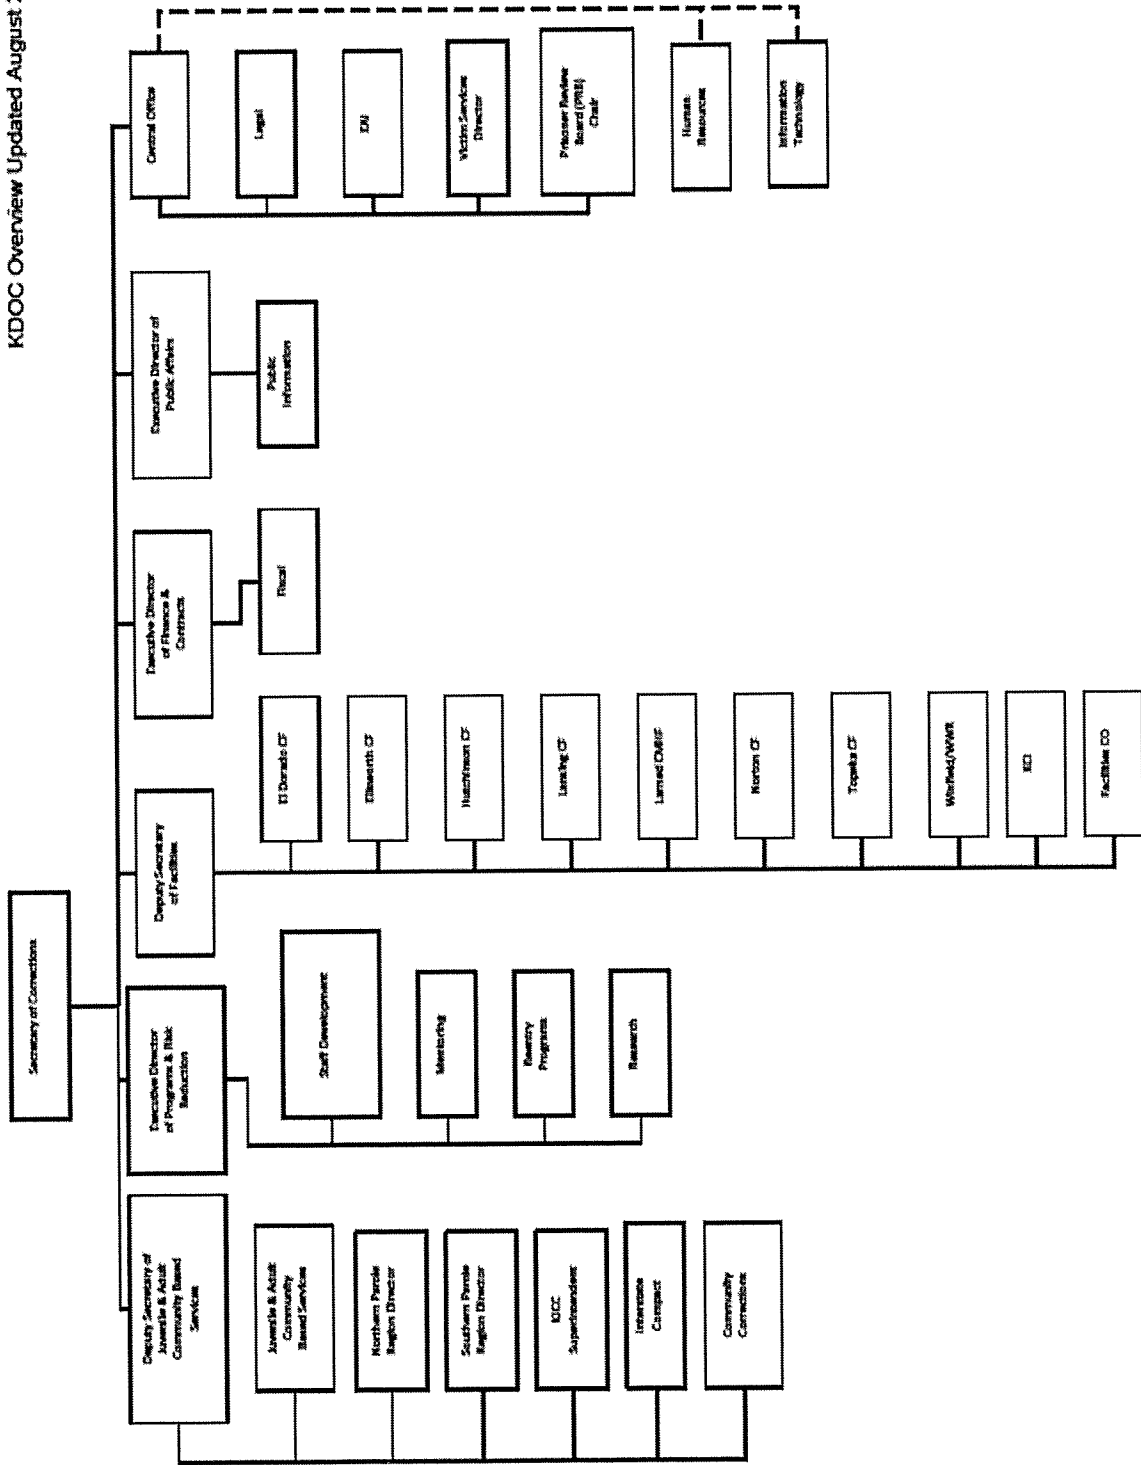 KDOC Overview Updated August
Secretary of Corrections
Deputy Secretary of
Juvenile & Adult
Community Based
Services
Juvenile & Adult
Community
Based Services
Northern Parole
Region Director
Southern Parole
Region Director
KJCC
Superintendent
Interstate
Compact
Community
Corrections
Executive Director
of Programs & Risk
Reduction
Staff Development
Mentoring
Reentry
Programs
Research
Deputy Secretary
of Facilities
El Dorado CF
Ellsworth CF
Hutchinson CF
Lansing CF
Larned CMHF
Norton CF
Topeka CF
Winfield/WWR
KCI
Facilities CO
Executive Director
of Finance &
Contracts
Fiscal
Executive Director of
Public Affairs
Public
Information
Central Office
Legal
Victim Services
Director
Prisoner Review
Board (PRB)
Chair
Human
Resources
Information
Technology